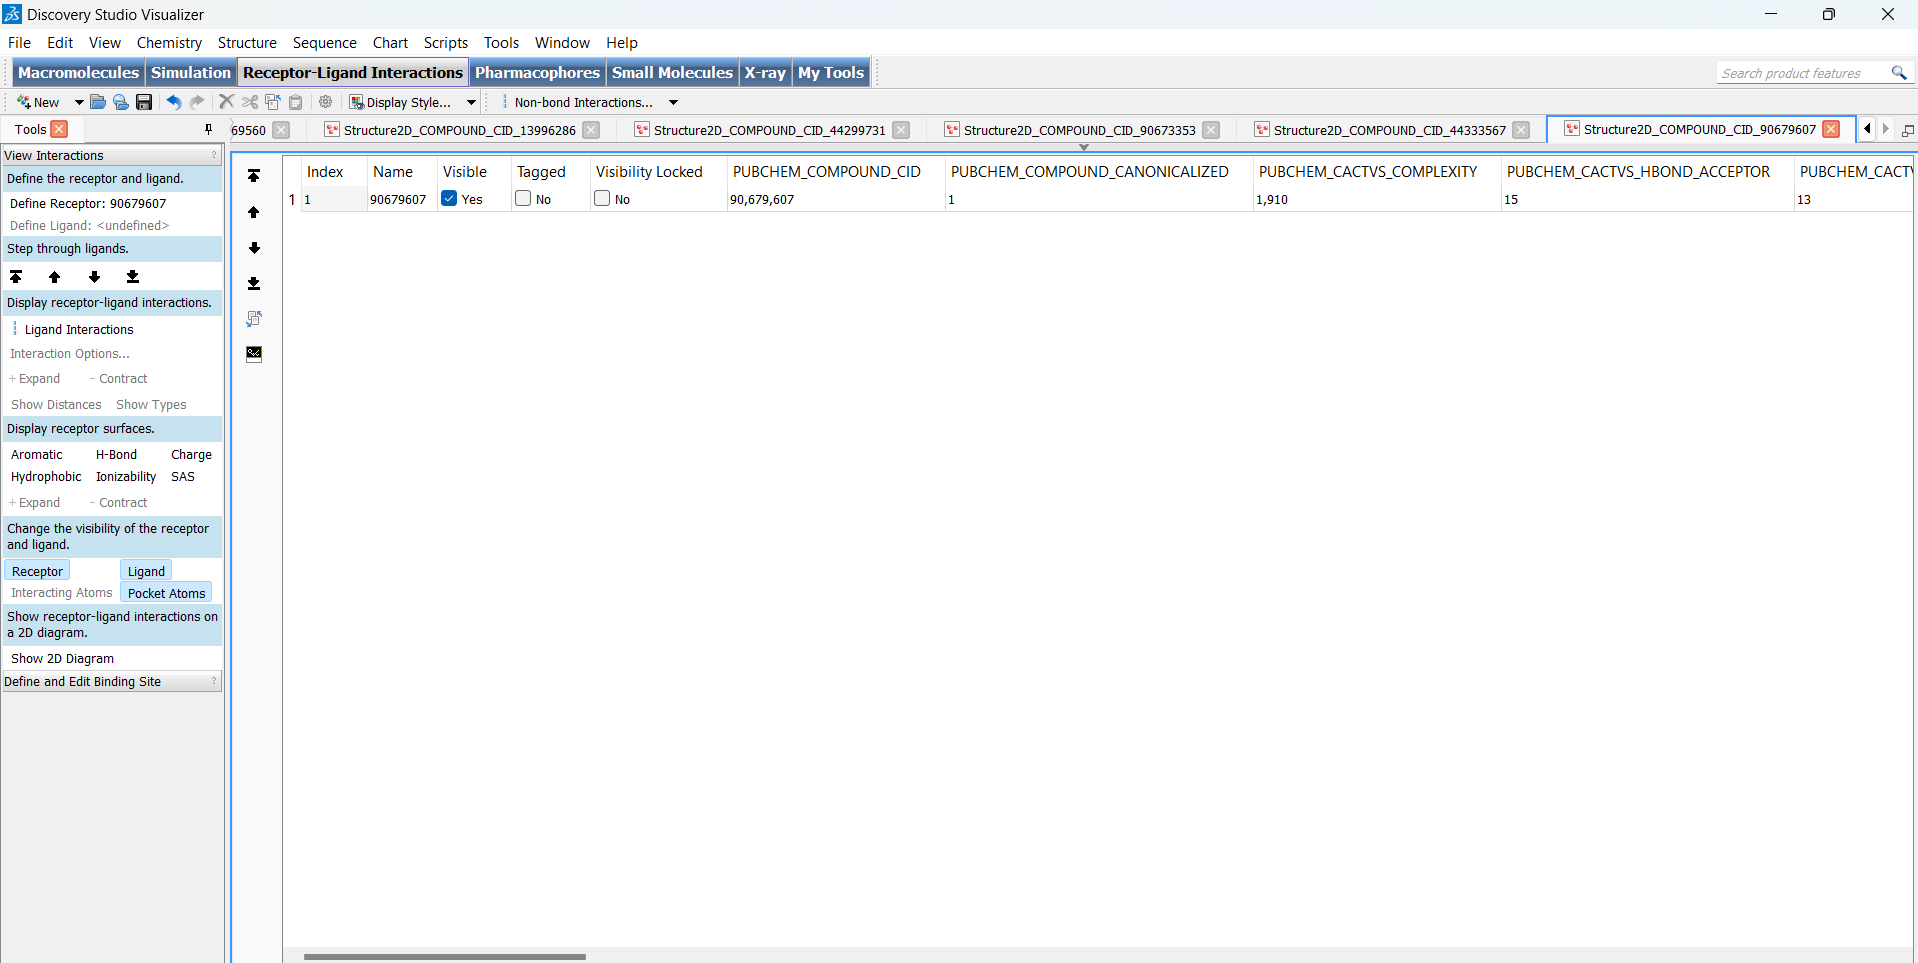 Discovery Studio Visualizer
File Edit View Chemistry Structure Sequence Chart Scripts Tools Window Help
Macromolecules Simulation Receptor-Ligand Interactions Pharmacophores Small Molecules X-ray My Tools
Search product features
New Display Style... Non-bond Interactions...
Tools
69560 Structure2D_COMPOUND_CID_13996286 Structure2D_COMPOUND_CID_44299731 Structure2D_COMPOUND_CID_90673353 Structure2D_COMPOUND_CID_44333567 Structure2D_COMPOUND_CID_90679607
View Interactions ?
Define the receptor and ligand.
Define Receptor: 90679607
Define Ligand: <undefined>
Step through ligands.
Display receptor-ligand interactions.
Ligand Interactions
Interaction Options...
+ Expand - Contract
Show Distances Show Types
Display receptor surfaces.
Aromatic H-Bond Charge
Hydrophobic Ionizability SAS
+ Expand - Contract
Change the visibility of the receptor
and ligand.
Receptor Ligand
Interacting Atoms Pocket Atoms
Show receptor-ligand interactions on
a 2D diagram.
Show 2D Diagram
Define and Edit Binding Site ?
Index Name Visible Tagged Visibility Locked PUBCHEM_COMPOUND_CID PUBCHEM_COMPOUND_CANONICALIZED PUBCHEM_CACTVS_COMPLEXITY PUBCHEM_CACTVS_HBOND_ACCEPTOR PUBCHEM_CACTV
1 1 90679607 Yes No No 90,679,607 1 1,910 15 13